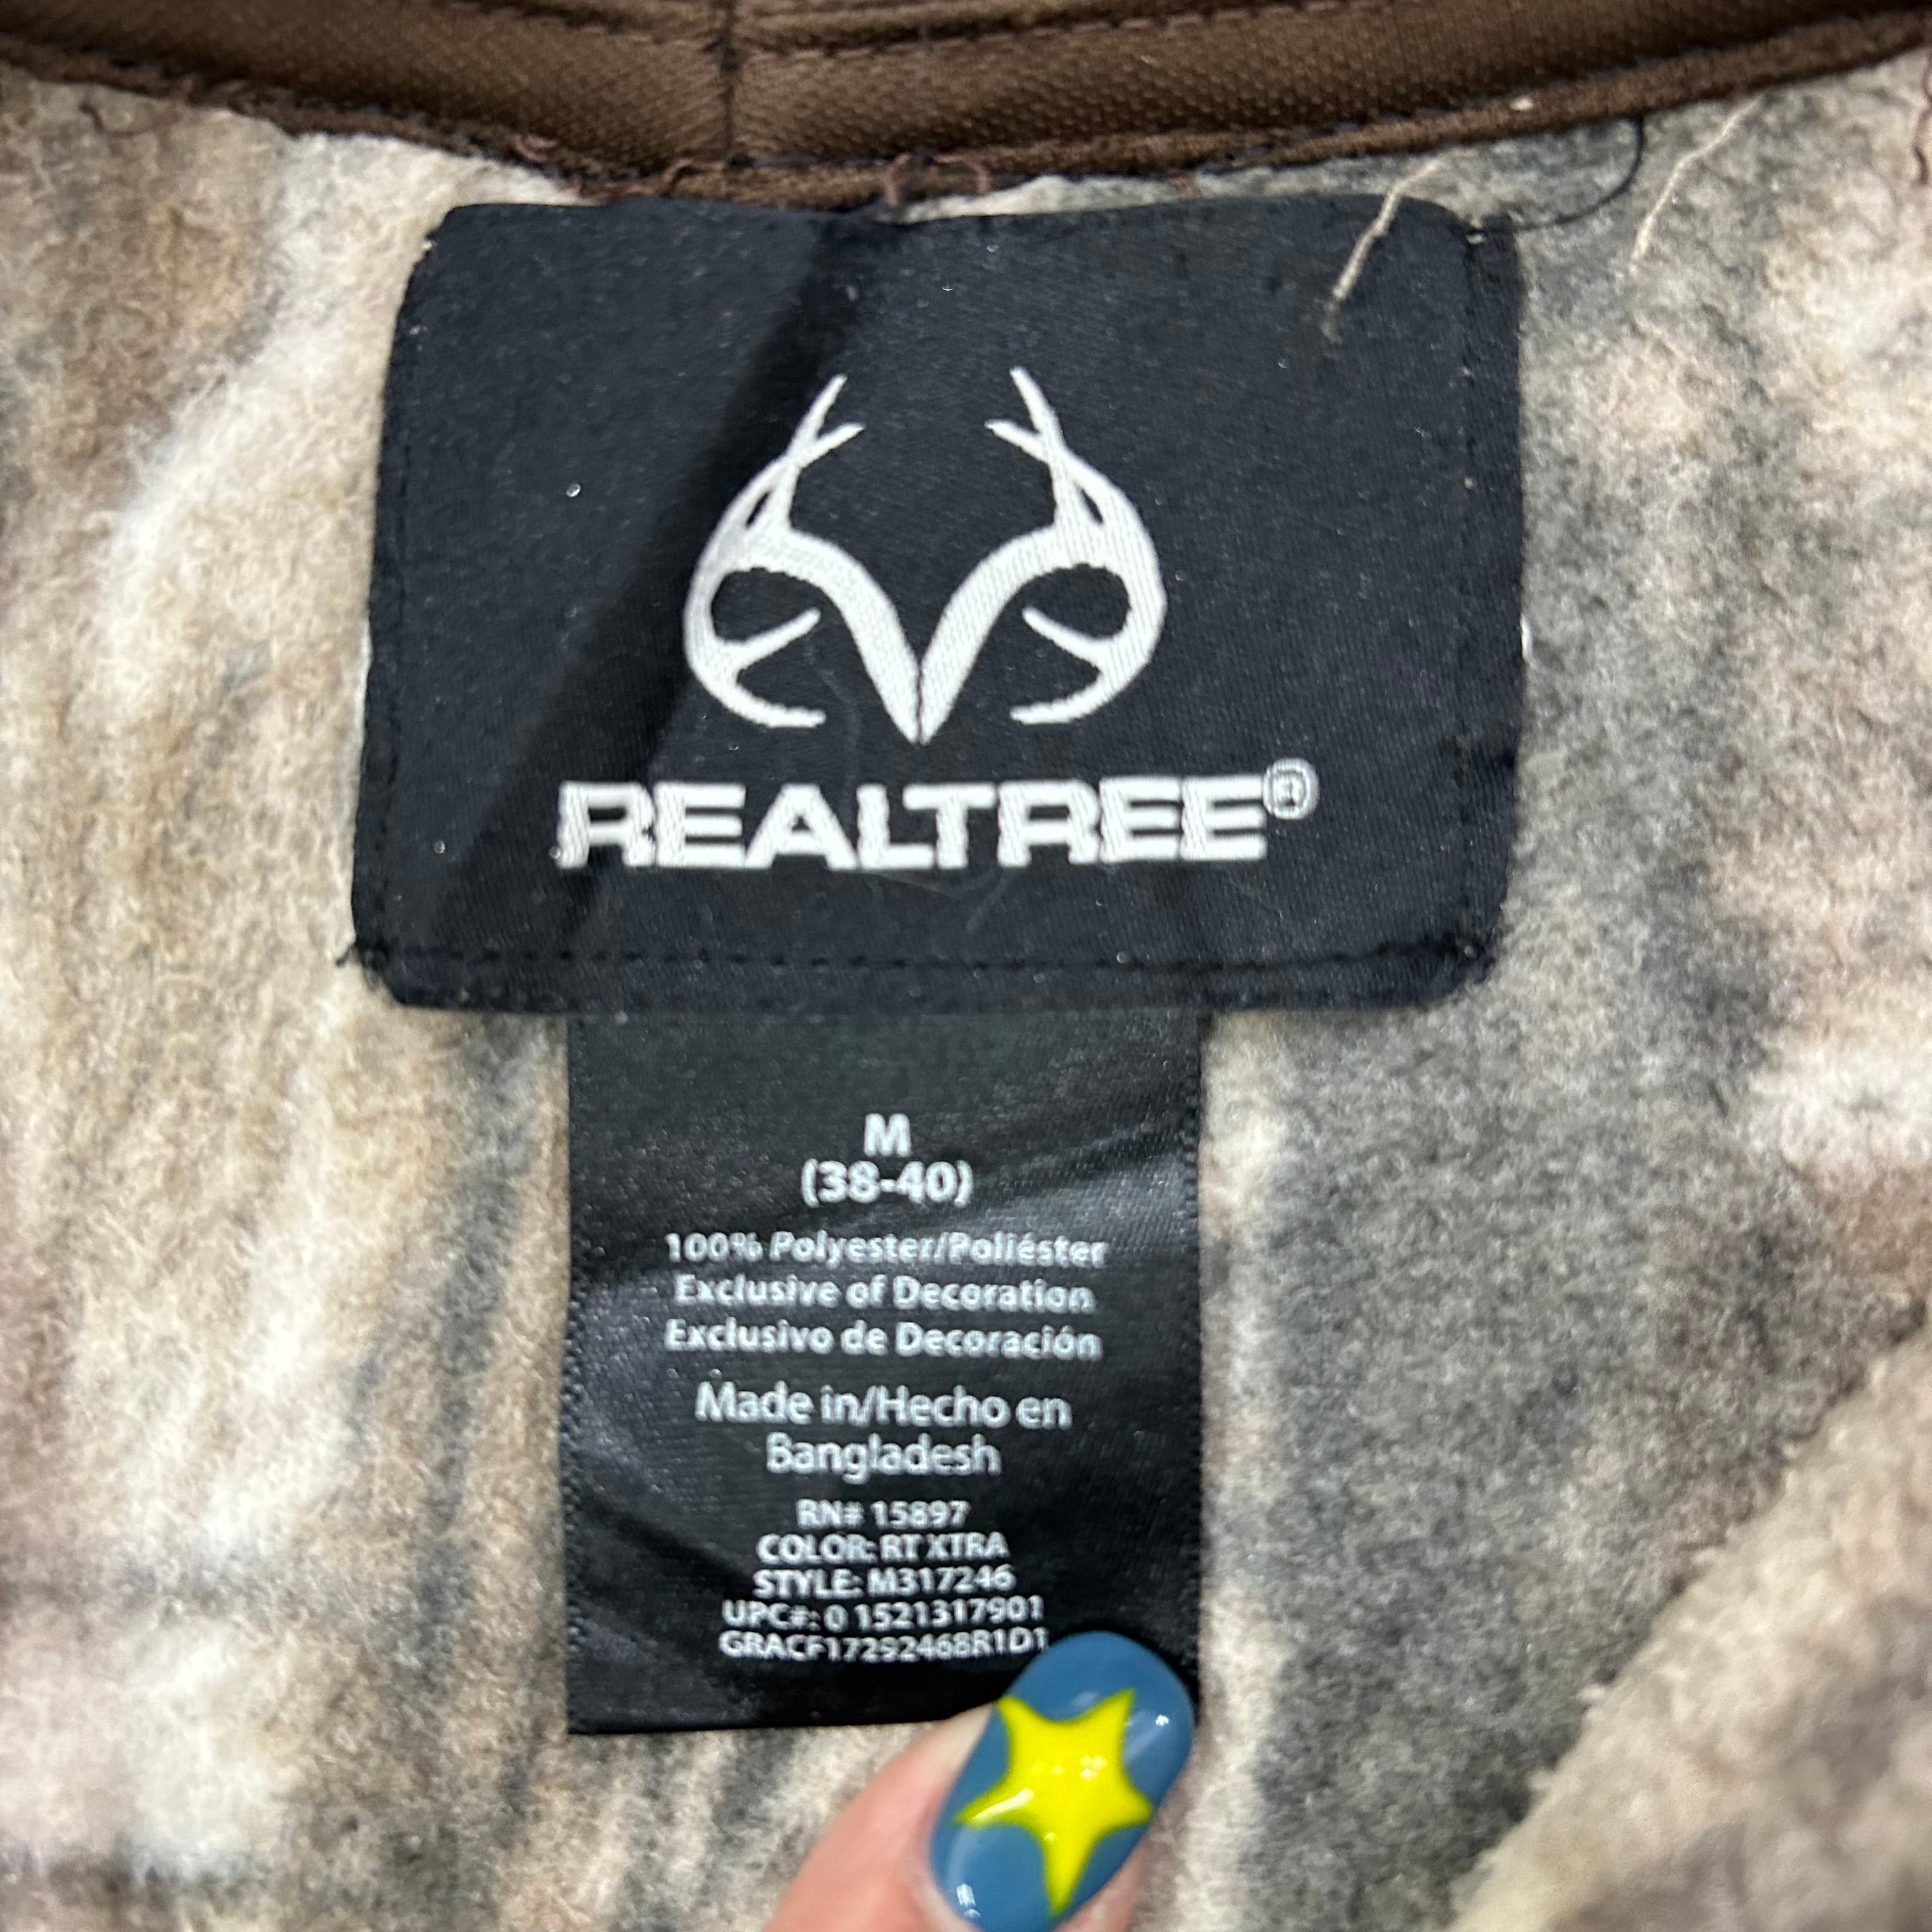 REALTREE®
M
(38-40)
100% Polyester/Poliéster
Exclusive of Decoration
Exclusivo de Decoración
Made in/Hecho en
Bangladesh
RN# 15897
COLOR: RT XTRA
STYLE: M317246
UPC#: 0 1521317901
GRACF17292468R1D1